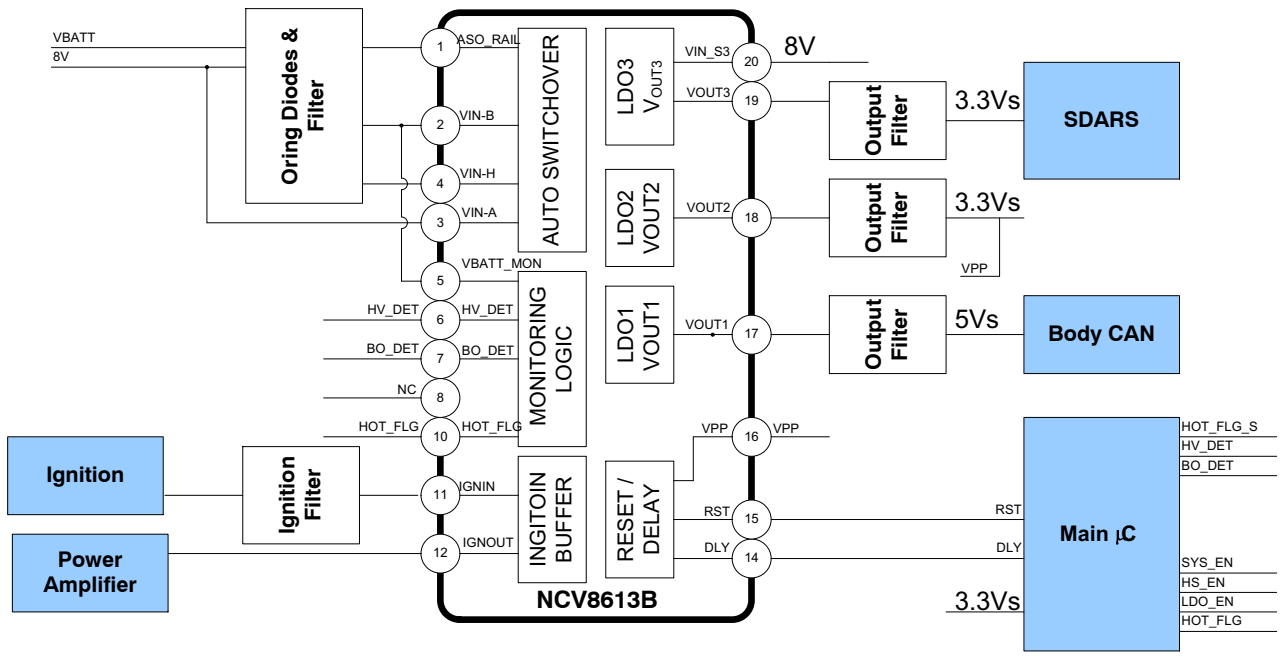 VBATT
8V
Oring Diodes &
Filter
1
ASO_RAIL
2
VIN-B
4
VIN-H
3
VIN-A
AUTO SWITCHOVER
5
VBATT_MON
HV_DET
6
HV_DET
BO_DET
7
BO_DET
NC
8
HOT_FLG
10
HOT_FLG
MONITORING
LOGIC
Ignition
Ignition
Filter
11
IGNIN
Power
Amplifier
12
IGNOUT
INGITOIN
BUFFER
NCV8613B
LDO3
VOUT3
VIN_S3
20
8V
VOUT3
19
Output
Filter
3.3Vs
SDARS
LDO2
VOUT2
VOUT2
18
Output
Filter
3.3Vs
VPP
LDO1
VOUT1
VOUT1
17
Output
Filter
5Vs
Body CAN
RESET /
DELAY
VPP
16
VPP
RST
15
RST
DLY
14
DLY
3.3Vs
Main μC
HOT_FLG_S
HV_DET
BO_DET
SYS_EN
HS_EN
LDO_EN
HOT_FLG